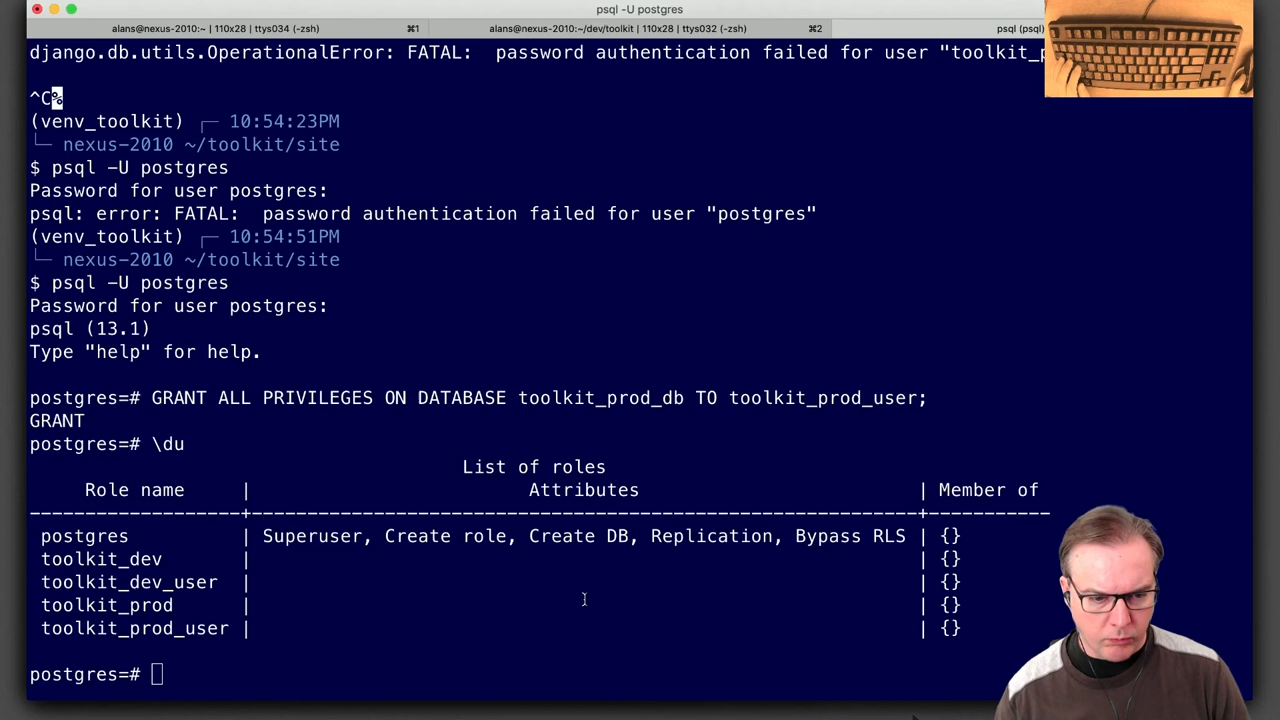 psql -U postgres
alans@nexus-2010:~ | 110x28 | ttys034 (-zsh) ⌘1 alans@nexus-2010:~/dev/toolkit | 110x28 | ttys032 (-zsh) ⌘2 psql (psql)
django.db.utils.OperationalError: FATAL:  password authentication failed for user "toolkit_p
^C%
(venv_toolkit) ┌─ 10:54:23PM
└─ nexus-2010 ~/toolkit/site
$ psql -U postgres
Password for user postgres:
psql: error: FATAL:  password authentication failed for user "postgres"
(venv_toolkit) ┌─ 10:54:51PM
└─ nexus-2010 ~/toolkit/site
$ psql -U postgres
Password for user postgres:
psql (13.1)
Type "help" for help.
postgres=# GRANT ALL PRIVILEGES ON DATABASE toolkit_prod_db TO toolkit_prod_user;
GRANT
postgres=# \du
List of roles
Role name | Attributes | Member of
-------------------+------------------------------------------------------------+-----------
postgres | Superuser, Create role, Create DB, Replication, Bypass RLS | {}
toolkit_dev | | {}
toolkit_dev_user | | {}
toolkit_prod | | {}
toolkit_prod_user | | {}
postgres=#